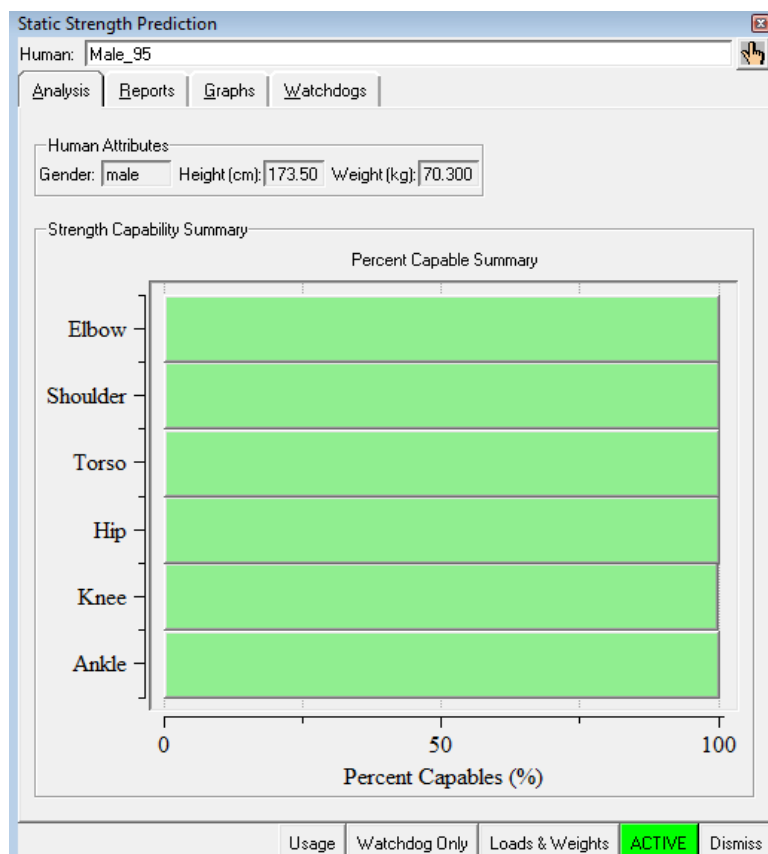 Static Strength Prediction
Human: Male_95
Analysis Reports Graphs Watchdogs
Human Attributes
Gender: male Height (cm): 173.50 Weight (kg): 70.300
Strength Capability Summary
Percent Capable Summary
Elbow
Shoulder
Torso
Hip
Knee
Ankle
0 50 100
Percent Capables (%)
Usage Watchdog Only Loads & Weights ACTIVE Dismiss